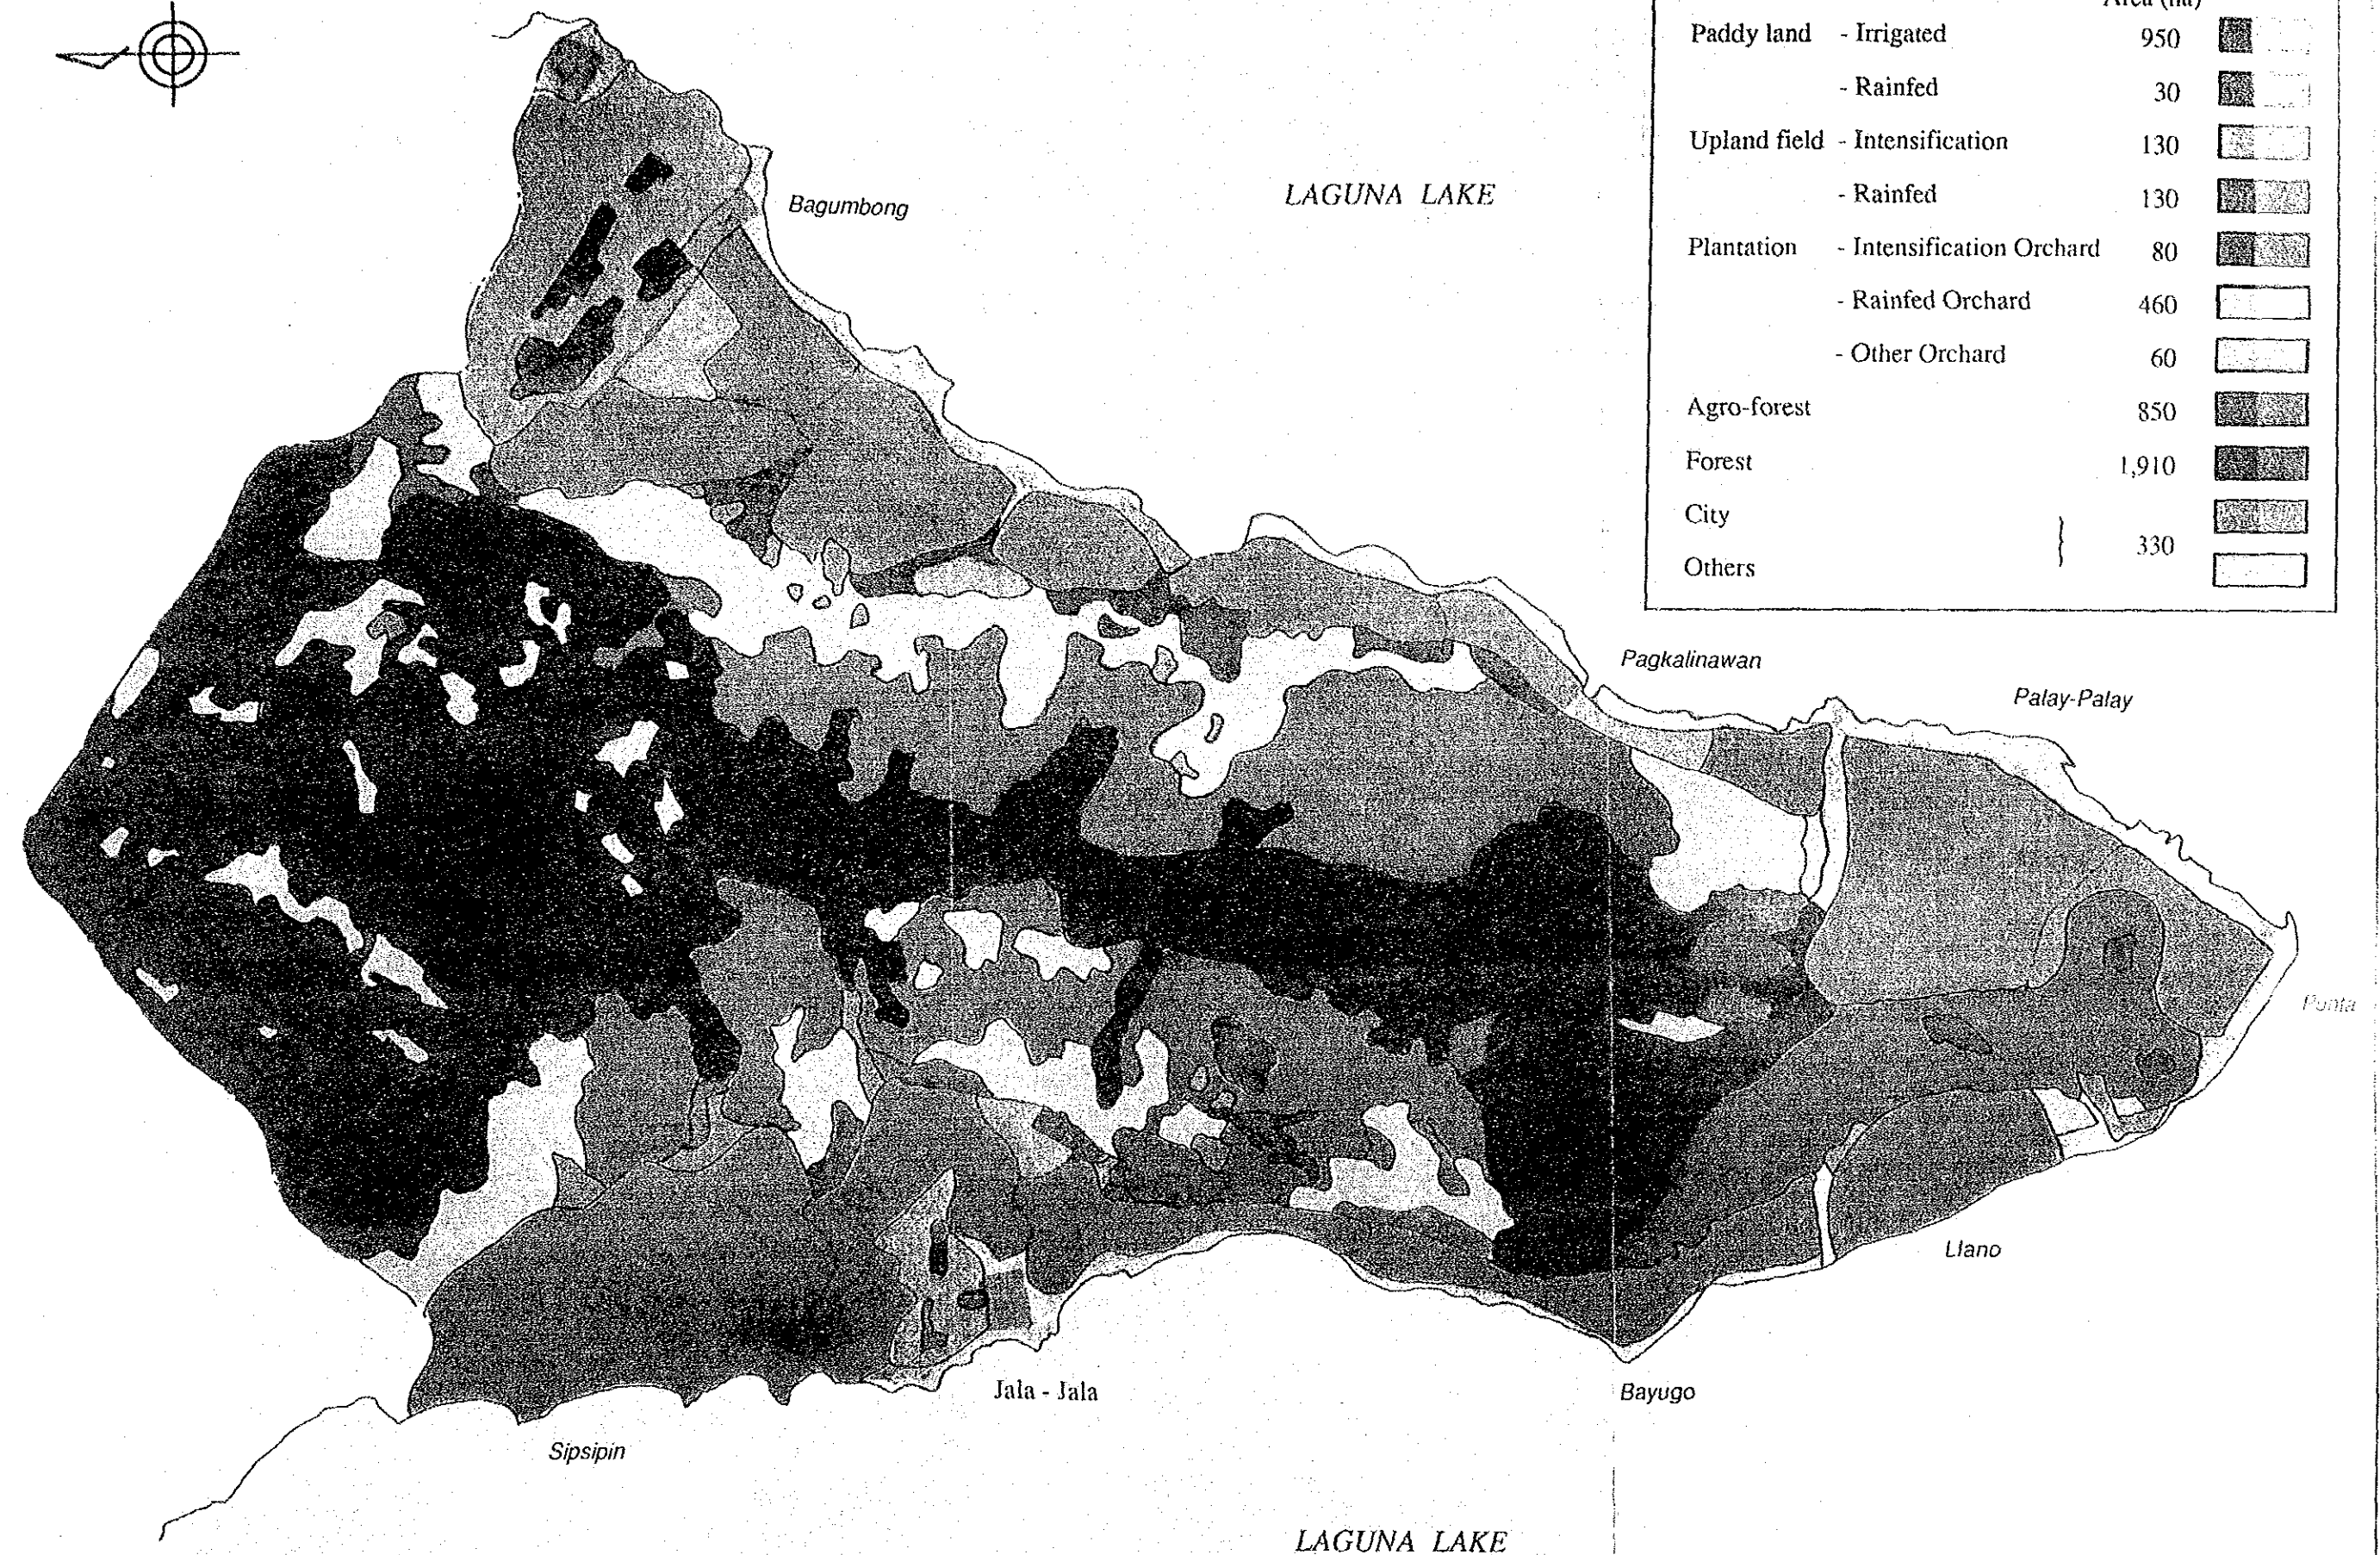 Area (ha)
Paddy land - Irrigated 950
- Rainfed 30
Upland field - Intensification 130
- Rainfed 130
Plantation - Intensification Orchard 80
- Rainfed Orchard 460
- Other Orchard 60
Agro-forest 850
Forest 1,910
City
330
Others
LAGUNA LAKE
Bagumbong
Pagkalinawan
Palay-Palay
Punta
Llano
Jala - Jala
Bayugo
Sipsipin
LAGUNA LAKE